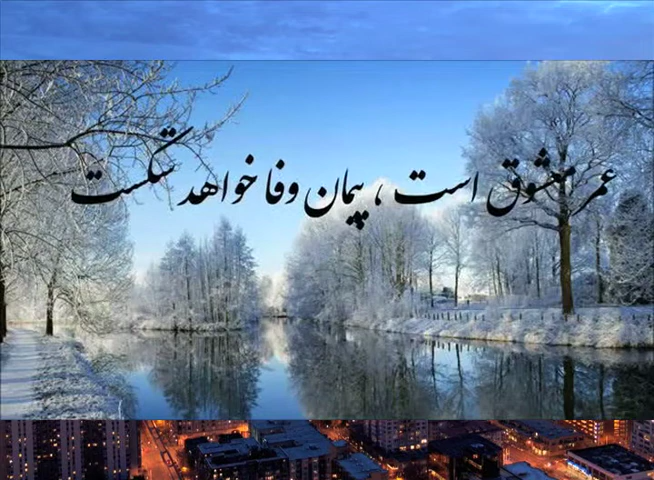 عمر معشوق است ، پیمان وفا خواهد شکست